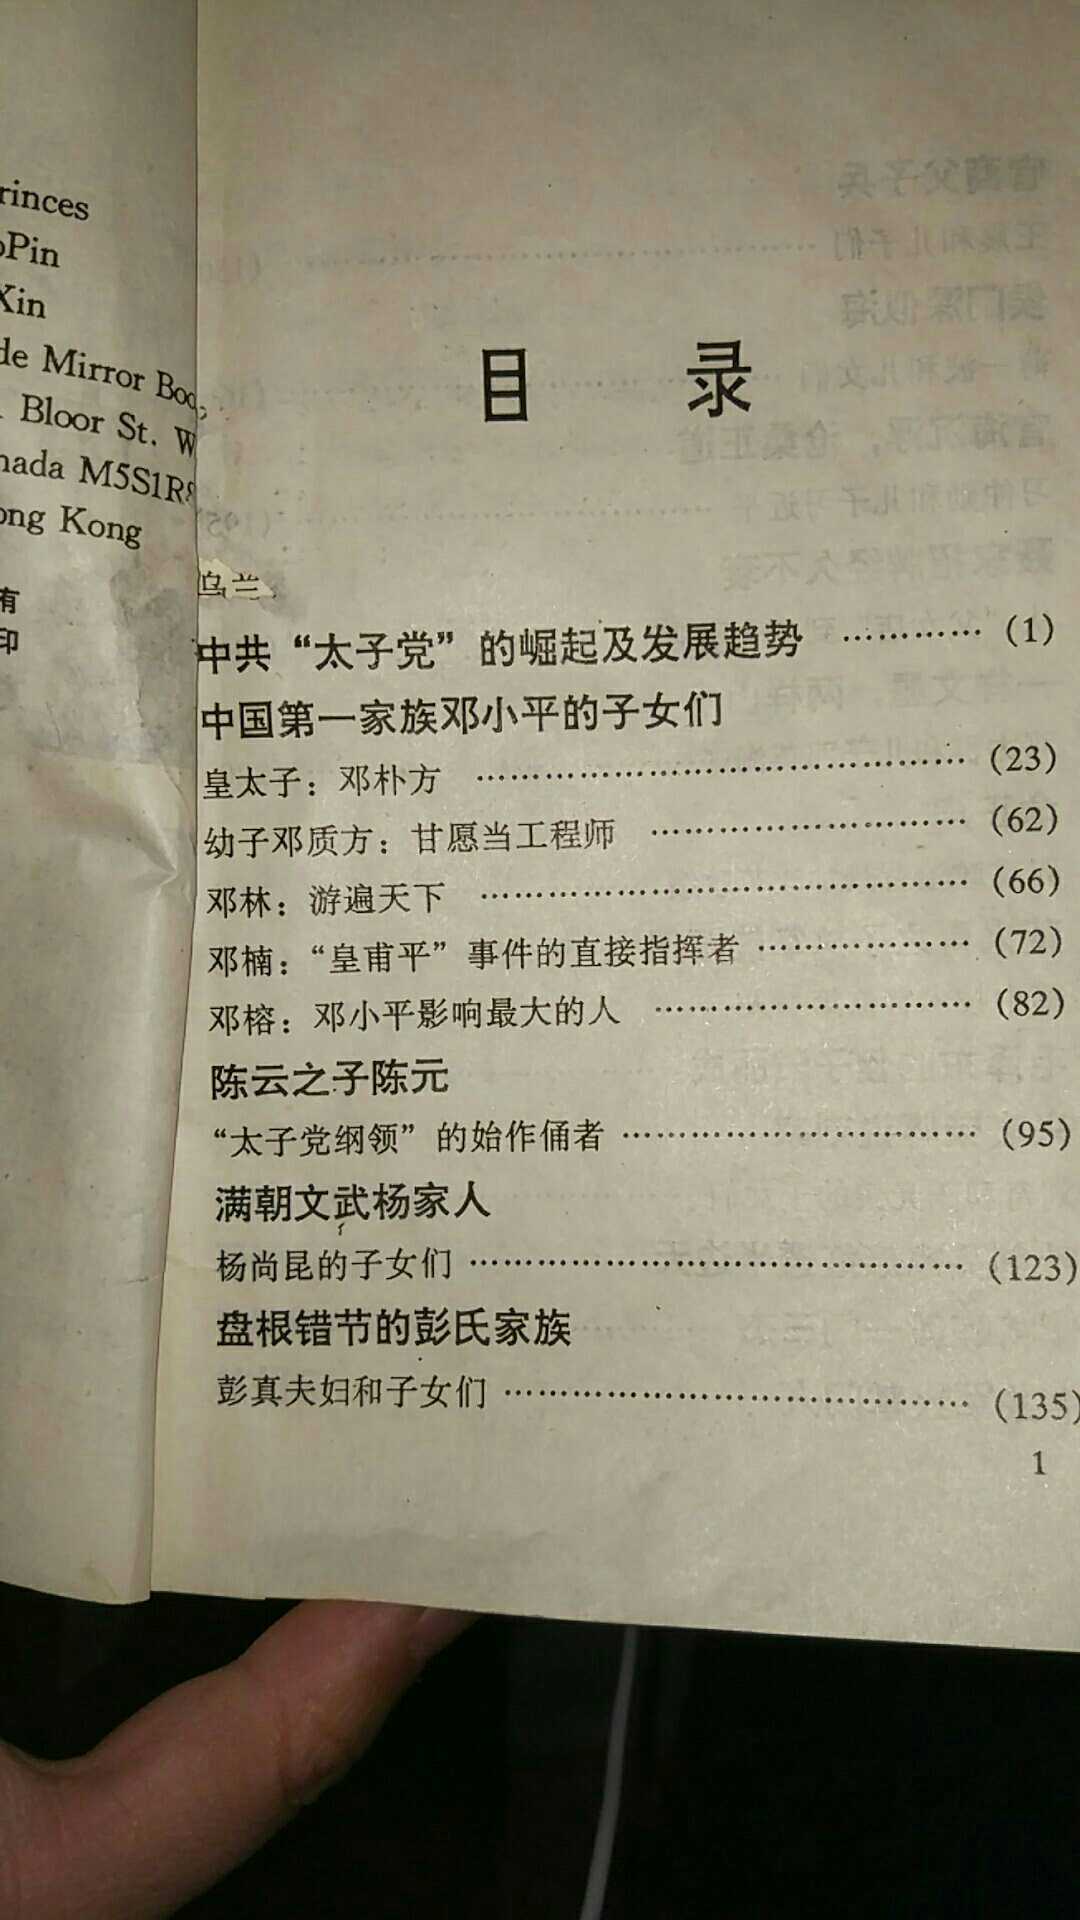 rinces
Pin
Xin
de Mirror
Bloor St. W
nada M5S1R
ong Kong
有
印
目 录
乌兰
中共“太子党”的崛起及发展趋势 ………… (1)
中国第一家族邓小平的子女们
皇太子：邓朴方 ………………………………… (23)
幼子邓质方：甘愿当工程师 ……………………… (62)
邓林：游遍天下 ………………………………… (66)
邓楠：“皇甫平”事件的直接指挥者 ……………… (72)
邓榕：邓小平影响最大的人 ……………………… (82)
陈云之子陈元
“太子党纲领”的始作俑者 ………………………… (95)
满朝文武杨家人
杨尚昆的子女们 ………………………………… (123)
盘根错节的彭氏家族
彭真夫妇和子女们 ……………………………… (135)
1